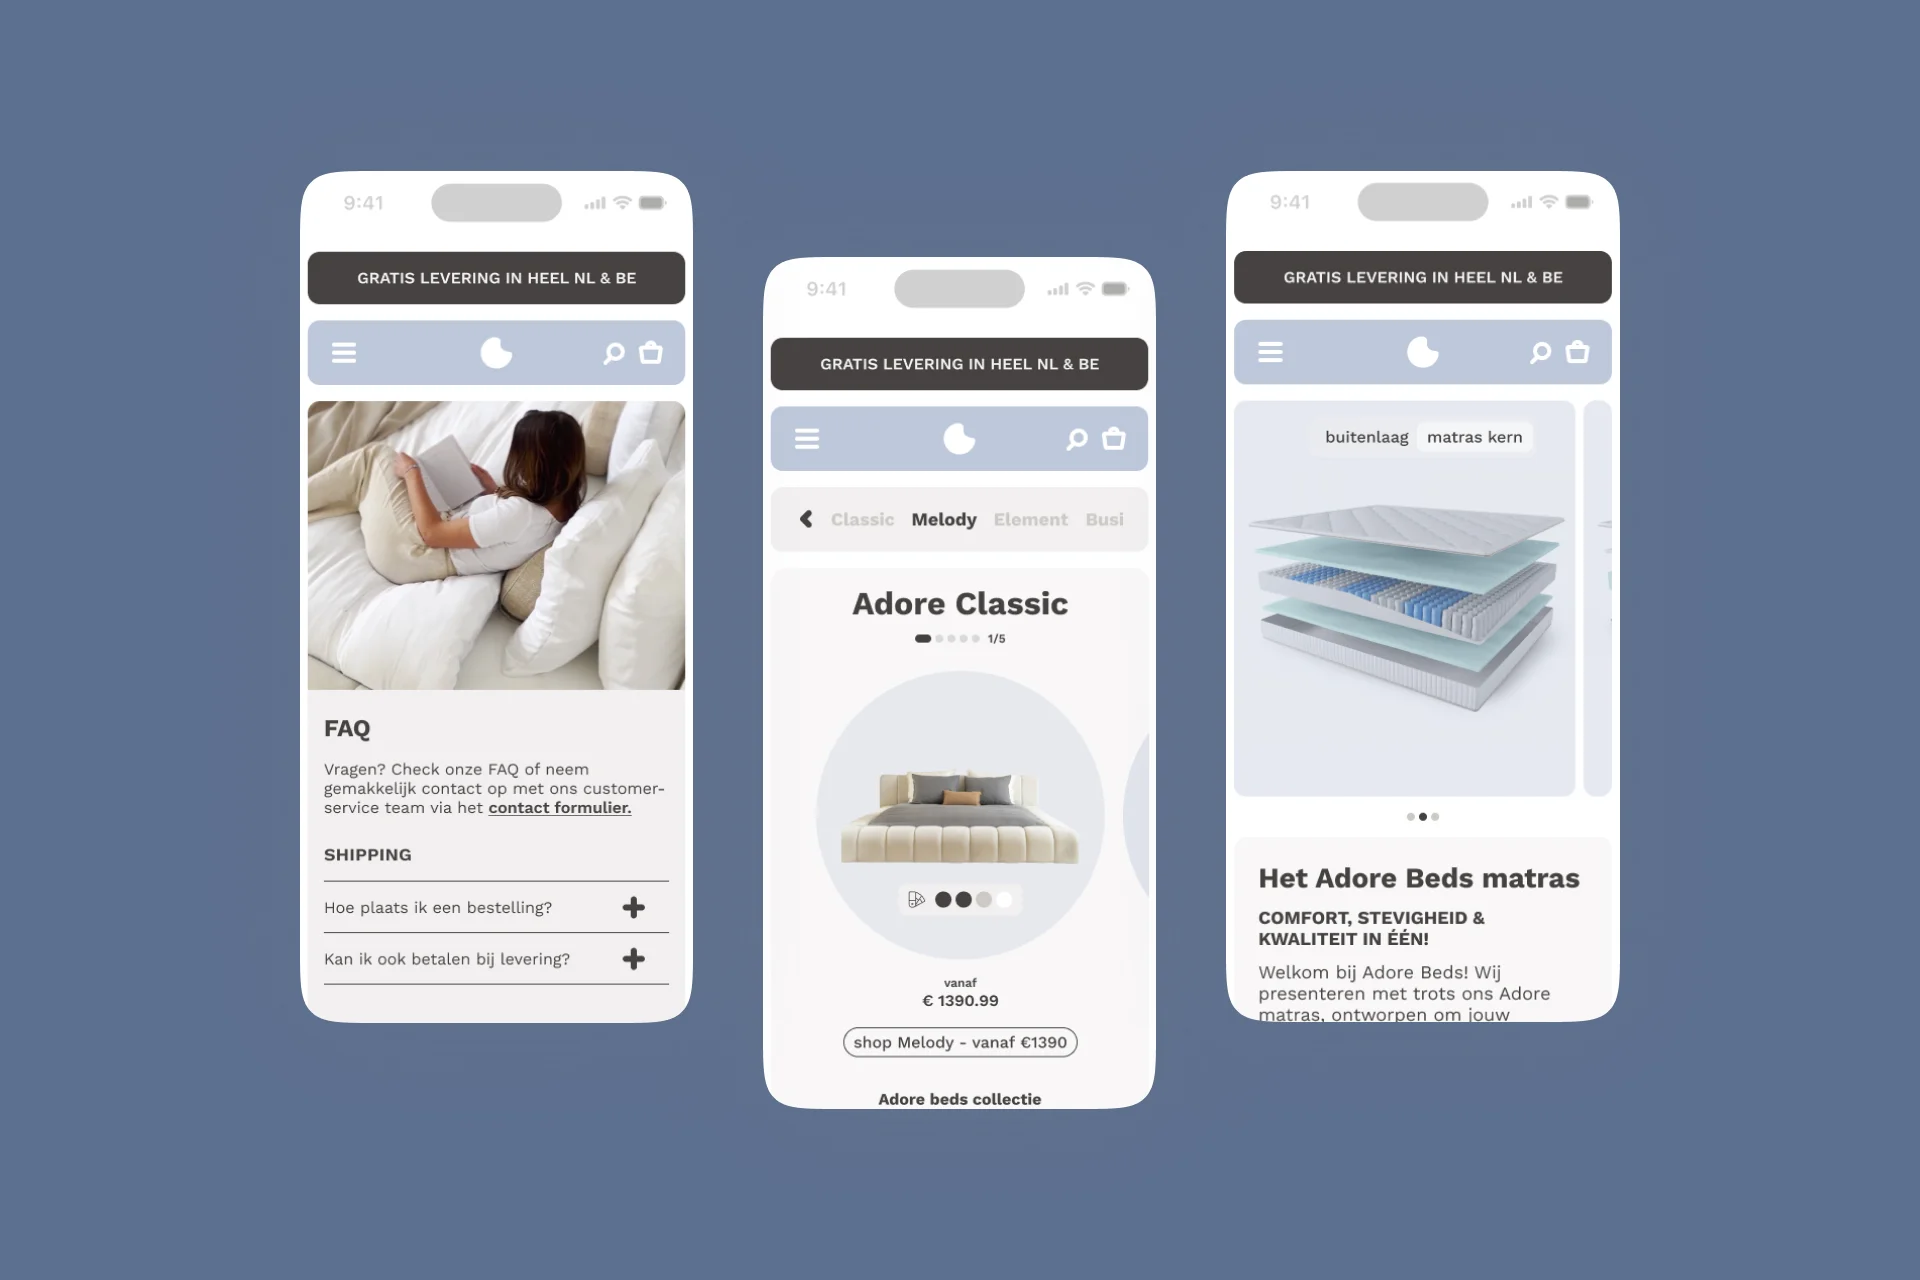 9:41
GRATIS LEVERING IN HEEL NL & BE
FAQ
Vragen? Check onze FAQ of neem
gemakkelijk contact op met ons customer-
service team via het contact formulier.
SHIPPING
Hoe plaats ik een bestelling?
Kan ik ook betalen bij levering?
9:41
GRATIS LEVERING IN HEEL NL & BE
Classic Melody Element Busi
Adore Classic
1/5
vanaf
€ 1390.99
shop Melody - vanaf €1390
Adore beds collectie
9:41
GRATIS LEVERING IN HEEL NL & BE
buitenlaag matras kern
Het Adore Beds matras
COMFORT, STEVIGHEID &
KWALITEIT IN ÉÉN!
Welkom bij Adore Beds! Wij
presenteren met trots ons Adore
matras, ontworpen om jouw